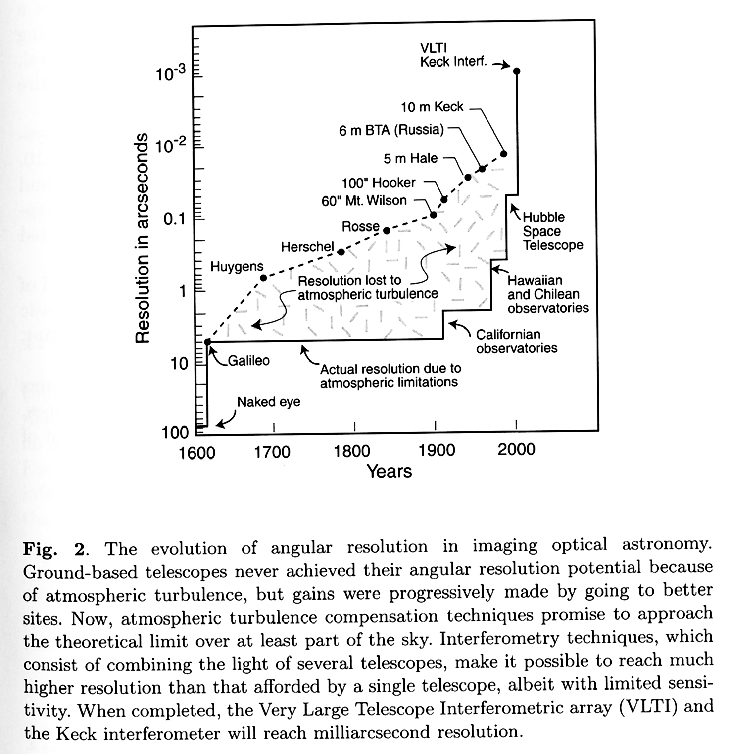 VLTI
Keck Interf.
10⁻³
10 m Keck
6 m BTA (Russia)
10⁻²
5 m Hale
100" Hooker
60" Mt. Wilson
0.1
Rosse
Hubble
Space
Telescope
Herschel
Huygens
Resolution lost to
atmospheric turbulence
Hawaiian
and Chilean
observatories
1
Californian
observatories
Galileo
10
Actual resolution due to
atmospheric limitations
Naked eye
100
Resolution in arcseconds
1600 1700 1800 1900 2000
Years
Fig. 2. The evolution of angular resolution in imaging optical astronomy.
Ground-based telescopes never achieved their angular resolution potential because
of atmospheric turbulence, but gains were progressively made by going to better
sites. Now, atmospheric turbulence compensation techniques promise to approach
the theoretical limit over at least part of the sky. Interferometry techniques, which
consist of combining the light of several telescopes, make it possible to reach much
higher resolution than that afforded by a single telescope, albeit with limited sensi-
tivity. When completed, the Very Large Telescope Interferometric array (VLTI) and
the Keck interferometer will reach milliarcsecond resolution.